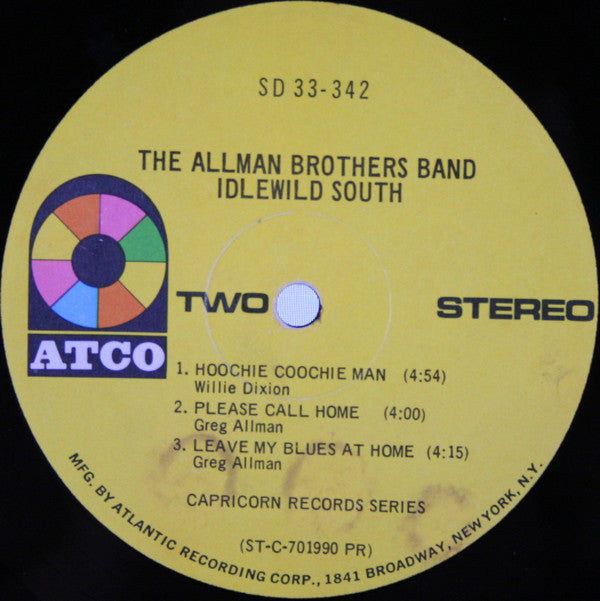 SD 33-342
THE ALLMAN BROTHERS BAND
IDLEWILD SOUTH
TWO
STEREO
ATCO
1. HOOCHIE COOCHIE MAN (4:54)
Willie Dixion
2. PLEASE CALL HOME (4:00)
Greg Allman
3. LEAVE MY BLUES AT HOME (4:15)
Greg Allman
CAPRICORN RECORDS SERIES
(ST-C-701990 PR)
MFG. BY ATLANTIC RECORDING CORP., 1841 BROADWAY, NEW YORK, N.Y.